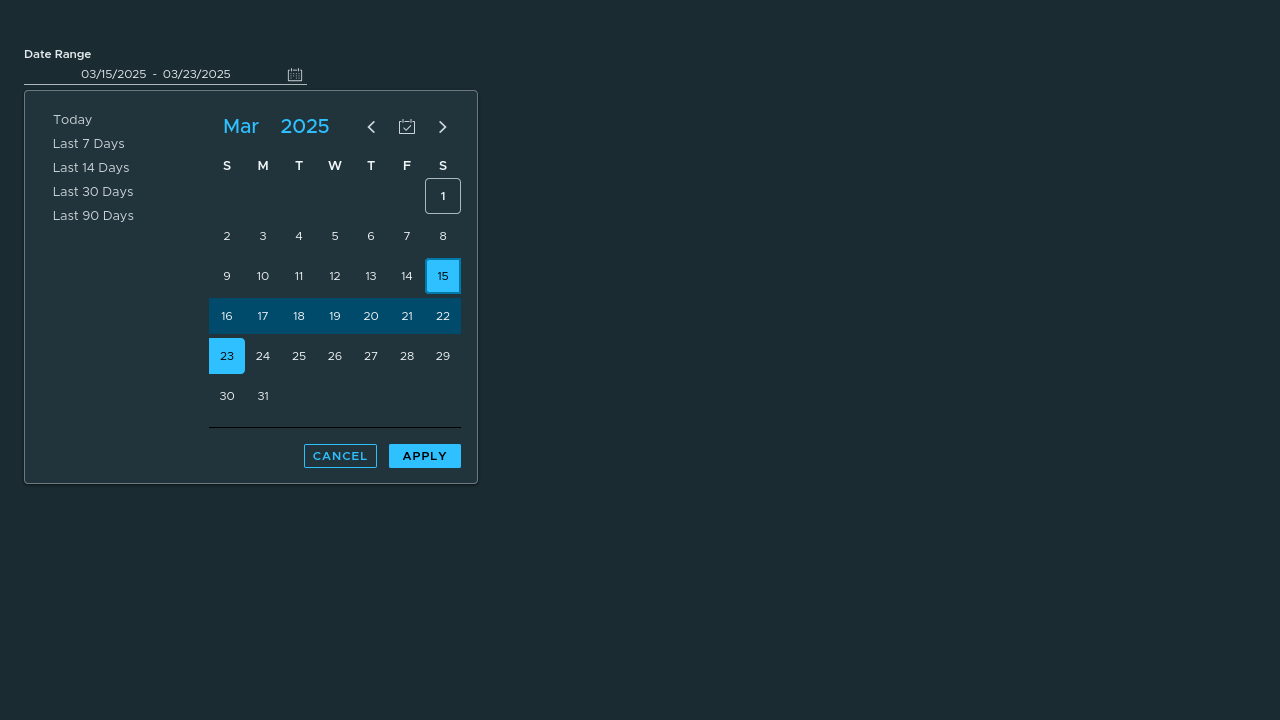 Date Range
03/15/2025 - 03/23/2025
Today
Last 7 Days
Last 14 Days
Last 30 Days
Last 90 Days
Mar 2025
S M T W T F S
1
2 3 4 5 6 7 8
9 10 11 12 13 14 15
16 17 18 19 20 21 22
23 24 25 26 27 28 29
30 31
CANCEL APPLY